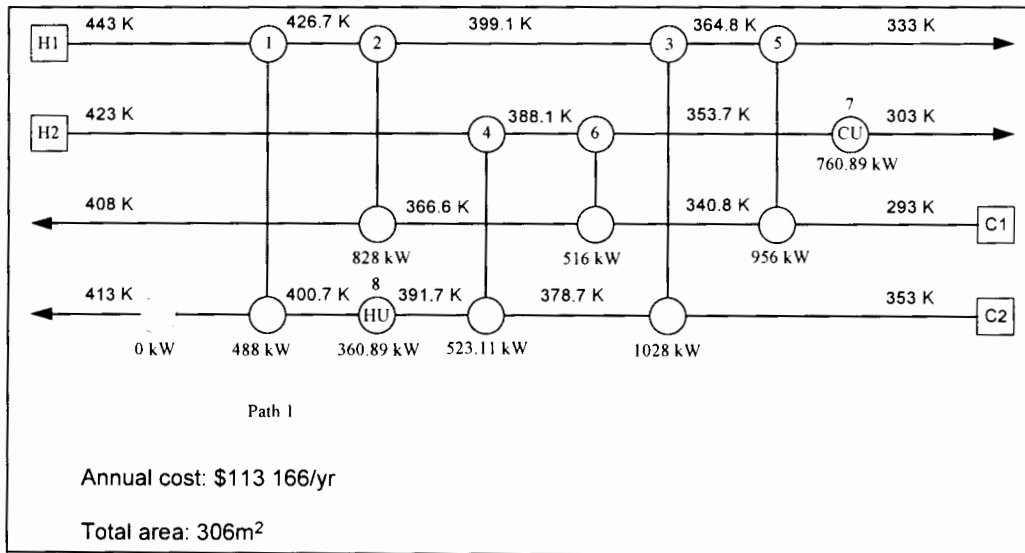 443 K 426.7 K 399.1 K 364.8 K 333 K
H1 1 2 3 5
7
423 K 388.1 K 353.7 K 303 K
H2 4 6 CU
760.89 kW
408 K 366.6 K 340.8 K 293 K
C1
828 kW 516 kW 956 kW
8
413 K 400.7 K 391.7 K 378.7 K 353 K
HU C2
0 kW 488 kW 360.89 kW 523.11 kW 1028 kW
Path 1
Annual cost: $113 166/yr
Total area: 306m²